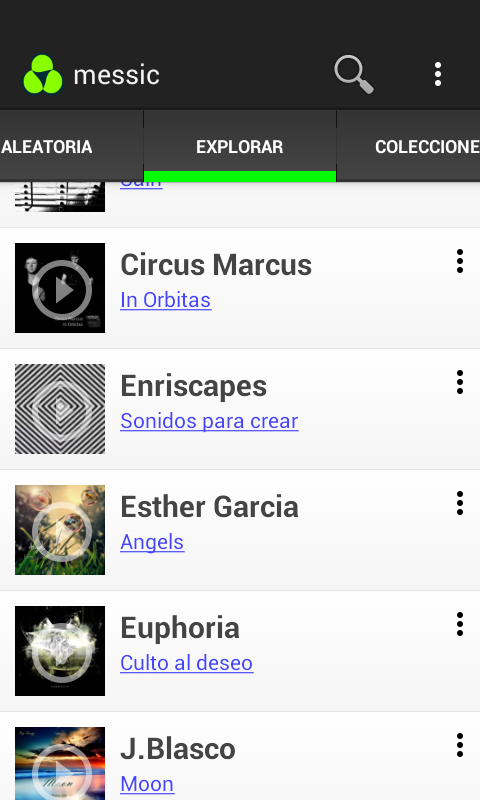 messic
ALEATORIA
EXPLORAR
COLECCIONE
Circus Marcus
In Orbitas
Enriscapes
Sonidos para crear
Esther Garcia
Angels
Euphoria
Culto al deseo
J.Blasco
Moon
Moon